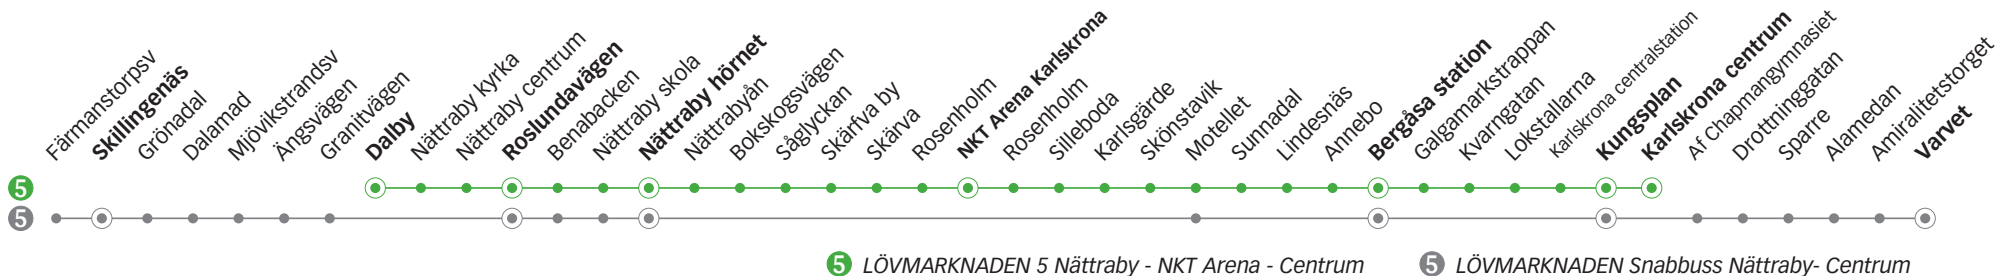 Färmanstorpsv
Skillingenäs
Grönadal
Dalamad
Mjövikstrandsv
Ängsvägen
Granitvägen
Dalby
Nättraby kyrka
Nättraby centrum
Roslundavägen
Benabacken
Nättraby skola
Nättraby hörnet
Nättrabyån
Bokskogsvägen
Såglyckan
Skärfva by
Skärva
Rosenholm
NKT Arena Karlskrona
Rosenholm
Silleboda
Karlsgärde
Skönstavik
Motellet
Sunnadal
Lindesnäs
Annebo
Bergåsa station
Galgamarkstrappan
Kvarngatan
Lokstallarna
Karlskrona centralstation
Kungsplan
Karlskrona centrum
Af Chapmangymnasiet
Drottninggatan
Sparre
Alamedan
Amiralitetstorget
Varvet
5
5
5 LÖVMARKNADEN 5 Nättraby - NKT Arena - Centrum
5 LÖVMARKNADEN Snabbuss Nättraby- Centrum